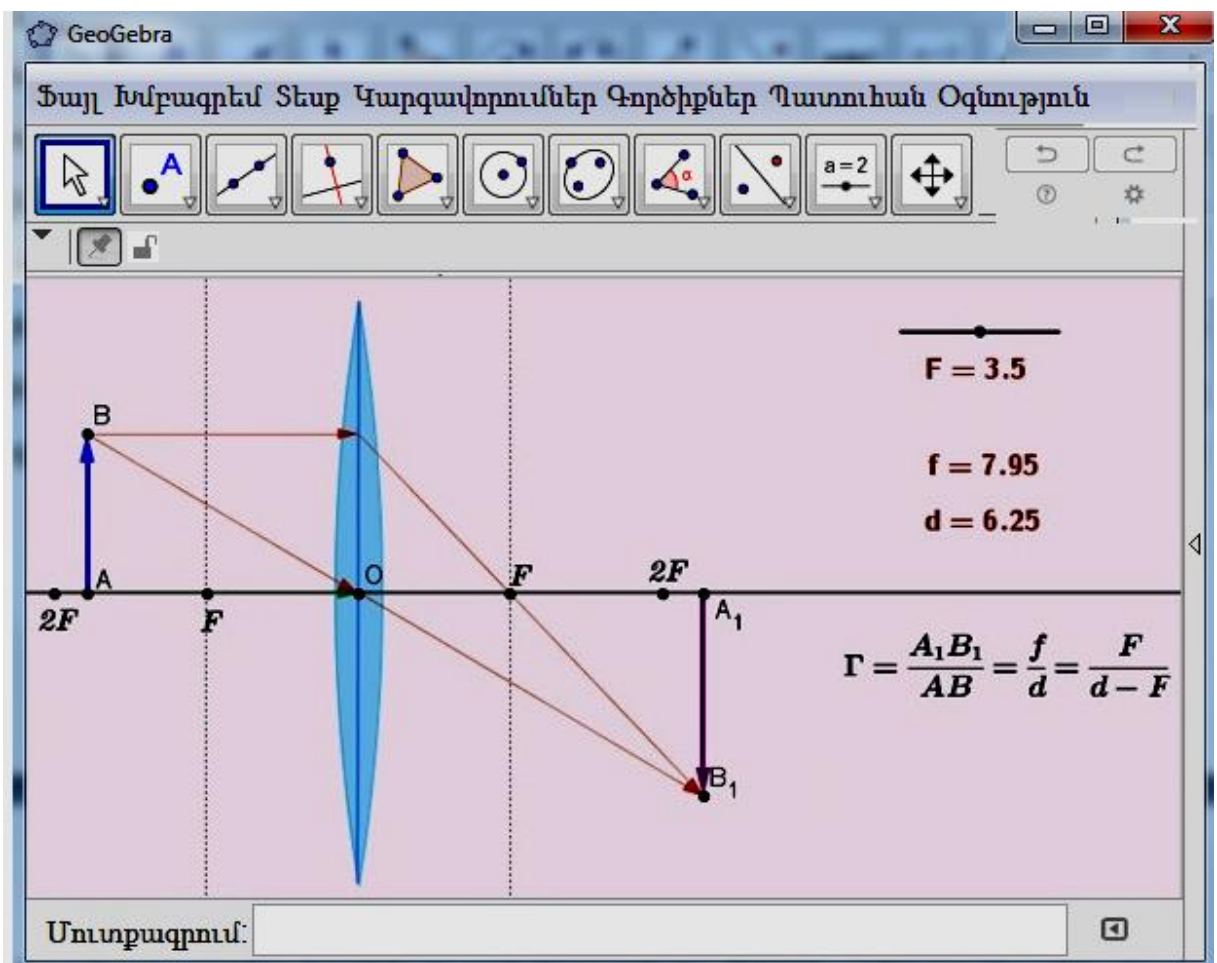 GeoGebra
Ֆայլ Խմբագրեմ Տեսք Կարգավորումներ Գործիքներ Պատուհան Օգնություն
A α a = 2
F = 3.5
B
f = 7.95
d = 6.25
2F A F O F 2F A₁
Γ = A₁B₁/AB = f/d = F/(d − F)
B₁
Մուտքագրում: